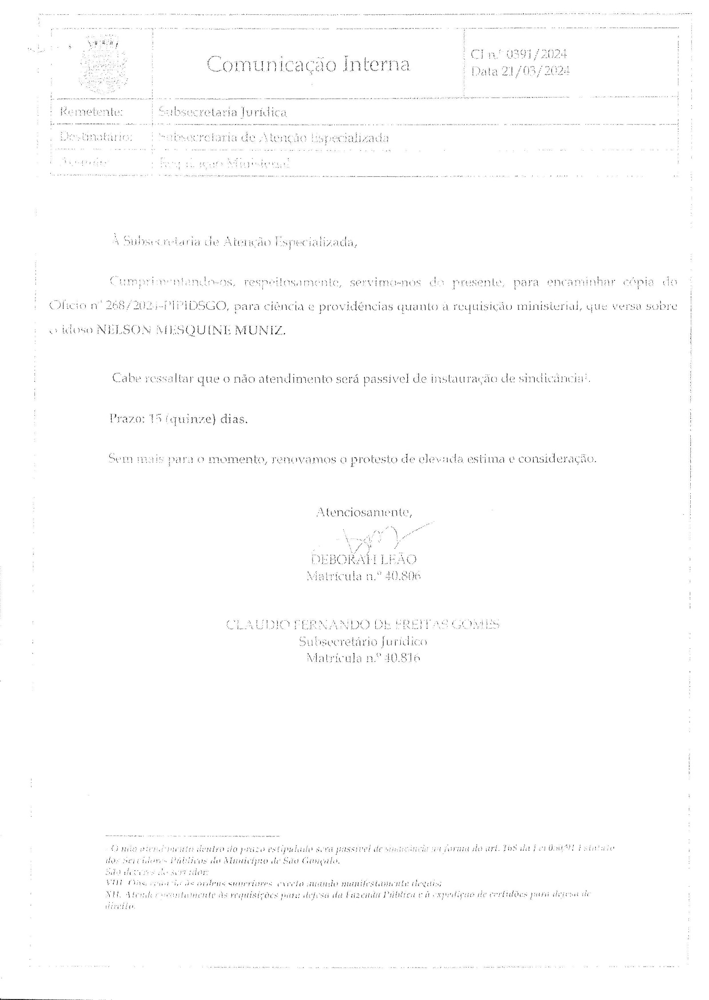 Comunicação Interna
CI n.º 0391/2024
Data 21/03/2024
Remetente: Subsecretaria Jurídica
Destinatário: Subsecretaria de Atenção Especializada
Assunto: Requisição Ministerial
À Subsecretaria de Atenção Especializada,
Cumprimentando-os, respeitosamente, servimo-nos do presente, para encaminhar cópia do
Ofício nº 268/2024-PIPIDSGO, para ciência e providências quanto a requisição ministerial, que versa sobre
o idoso NELSON MESQUINE MUNIZ.
Cabe ressaltar que o não atendimento será passível de instauração de sindicância¹.
Prazo: 15 (quinze) dias.
Sem mais para o momento, renovamos o protesto de elevada estima e consideração.
Atenciosamente,
DEBORAH LEÃO
Matrícula n.º 40.806
CLAUDIO FERNANDO DE FREITAS GOMES
Subsecretário Jurídico
Matrícula n.º 40.816
O não atendimento dentro do prazo estipulado será passível de sindicância na forma do art. 168 da Lei Estatuto
dos Servidores Públicos do Município de São Gonçalo.
São deveres do servidor:
VIII. Observância às ordens superiores, exceto quando manifestamente ilegais;
XII. Atender prontamente às requisições para defesa da Fazenda Pública e à expedição de certidões para defesa de
direito.